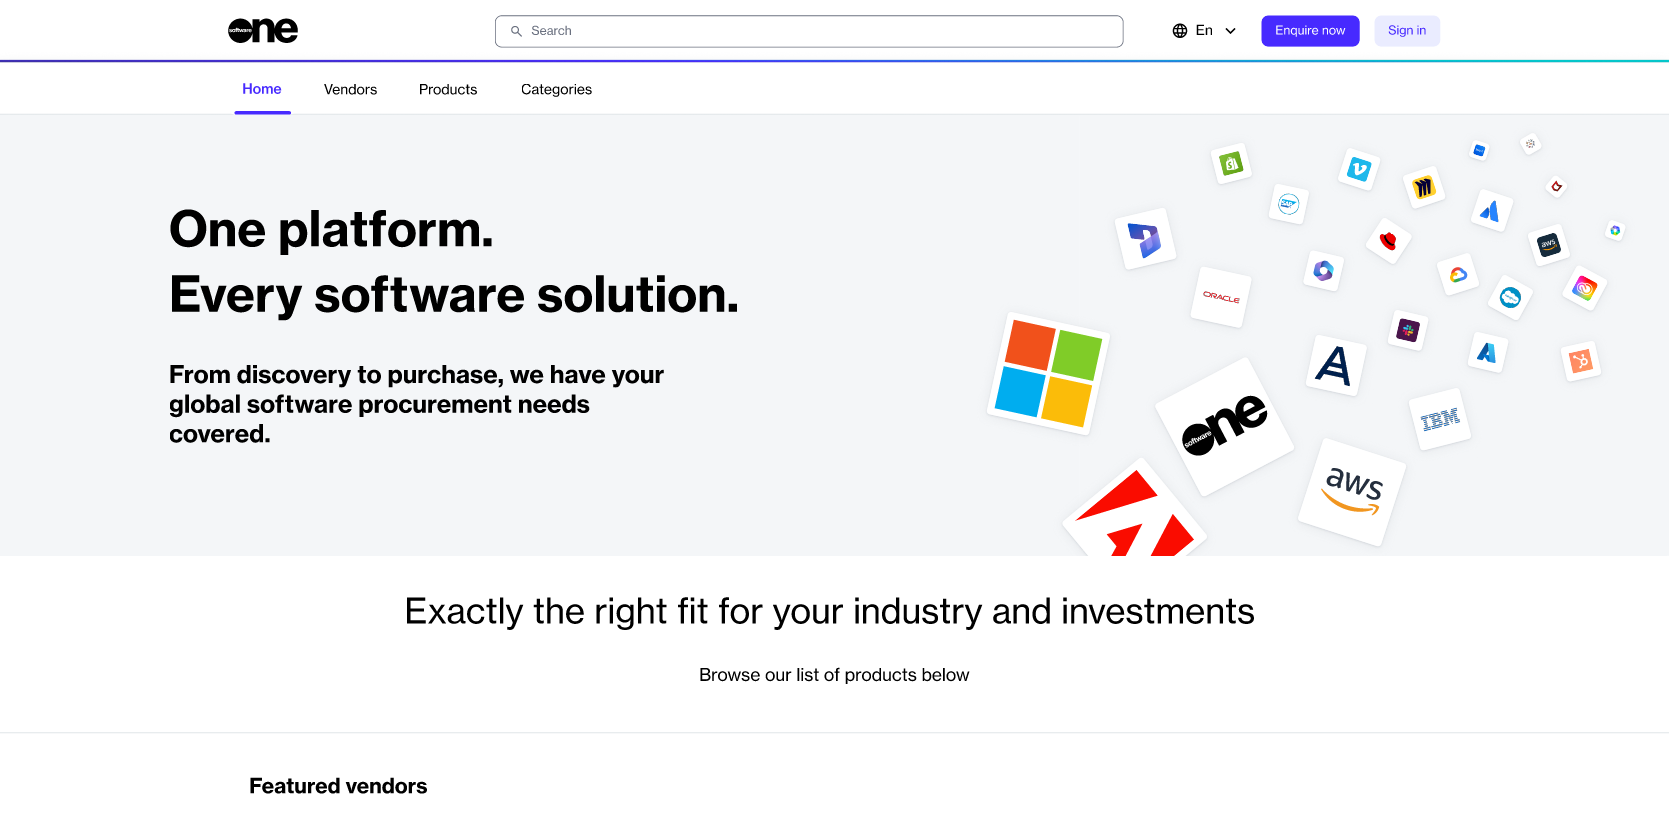 software one
Search
En
Enquire now
Sign in
Home
Vendors
Products
Categories
One platform.
Every software solution.
From discovery to purchase, we have your
global software procurement needs
covered.
SAP
aws
ORACLE
IBM
software one
aws
Exactly the right fit for your industry and investments
Browse our list of products below
Featured vendors